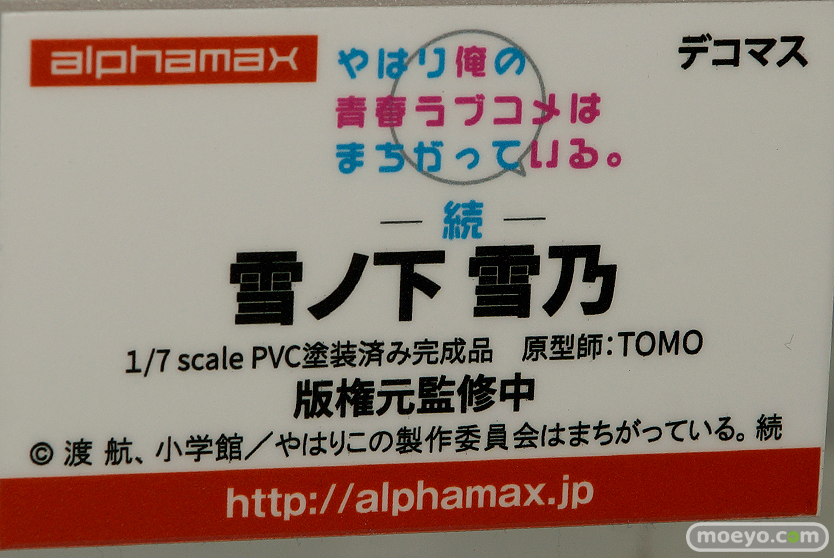 alphamax
デコマス
やはり俺の
青春ラブコメは
まちがっている。
— 続 —
雪ノ下 雪乃
1/7 scale PVC塗装済み完成品 原型師：TOMO
版権元監修中
© 渡 航、小学館／やはりこの製作委員会はまちがっている。続
http://alphamax.jp
moeyo.com